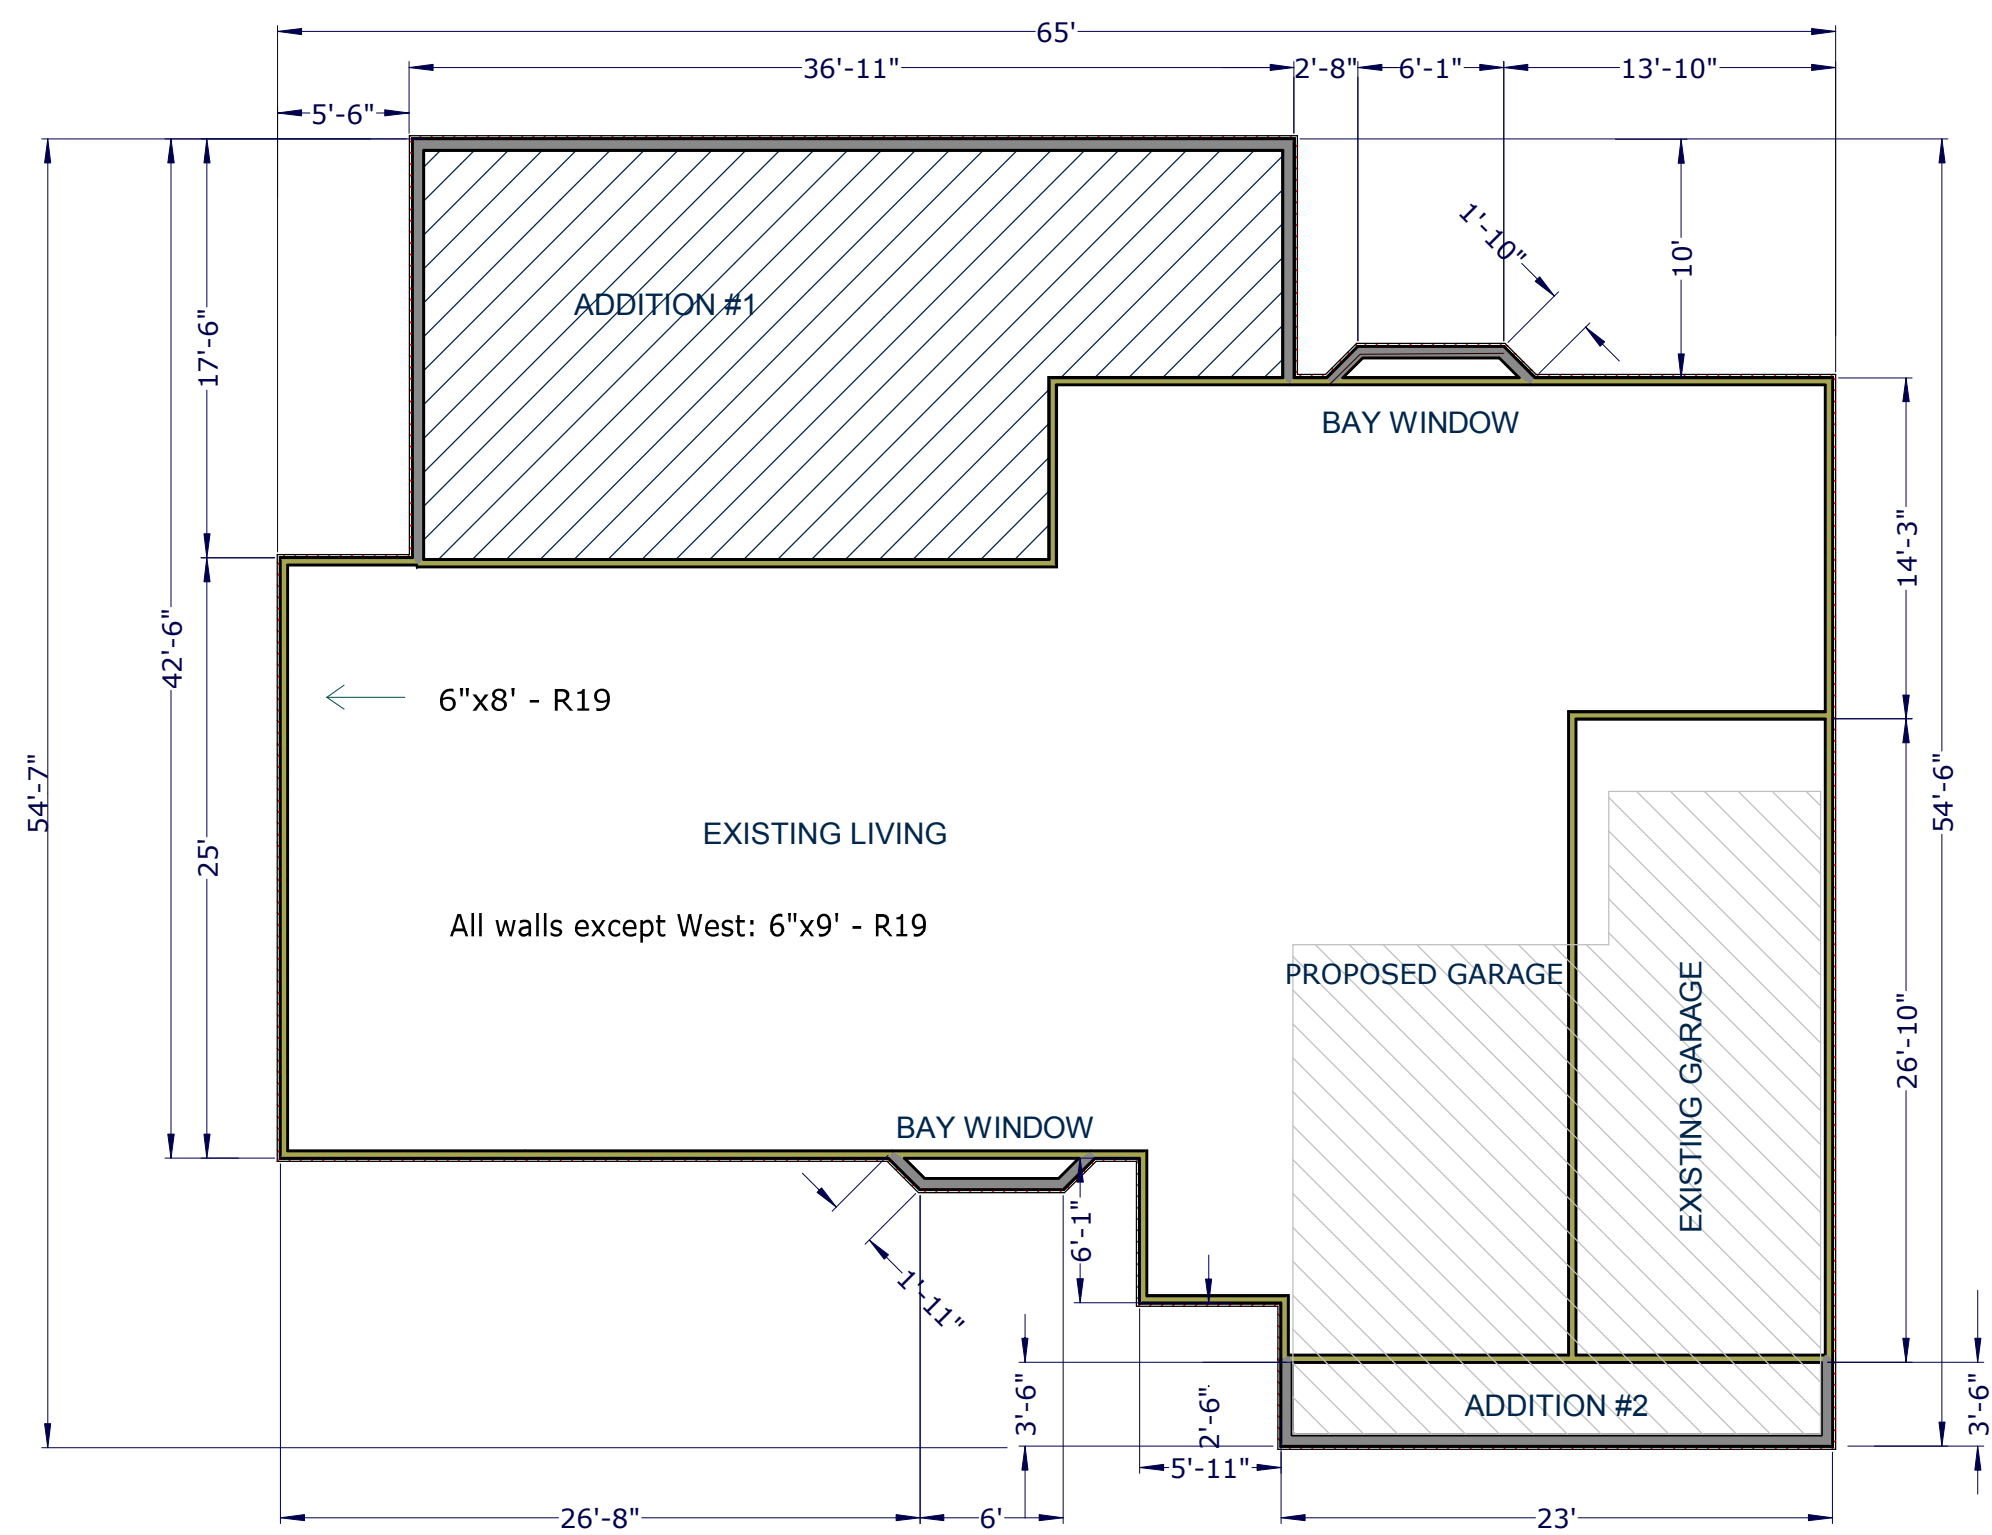 65'
36'-11"
2'-8"
6'-1"
13'-10"
5'-6"
1'-10"
10'
ADDITION #1
17'-6"
BAY WINDOW
14'-3"
42'-6"
6"x8' - R19
54'-7"
54'-6"
EXISTING LIVING
25'
All walls except West: 6"x9' - R19
PROPOSED GARAGE
EXISTING GARAGE
26'-10"
BAY WINDOW
6'-1"
1'-11"
3'-6"
2'-6"
ADDITION #2
3'-6"
5'-11"
26'-8"
6'
23'